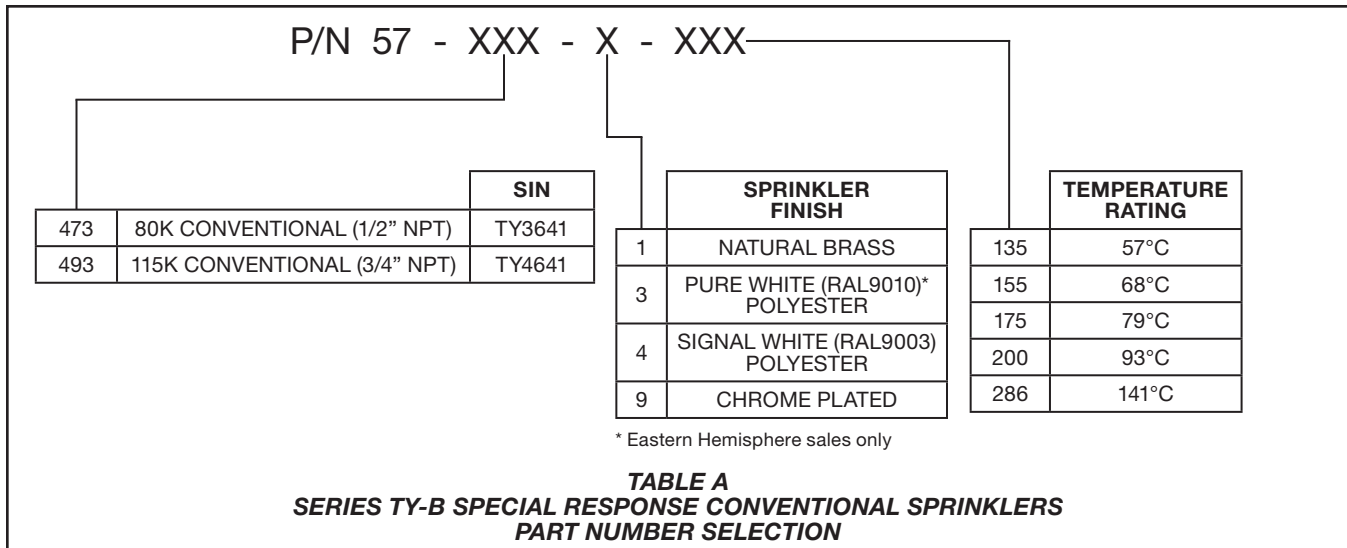 P/N 57 - XXX - X - XXX
SIN
473 80K CONVENTIONAL (1/2" NPT) TY3641
493 115K CONVENTIONAL (3/4" NPT) TY4641
SPRINKLER
FINISH
1 NATURAL BRASS
3 PURE WHITE (RAL9010)*
POLYESTER
4 SIGNAL WHITE (RAL9003)
POLYESTER
9 CHROME PLATED
* Eastern Hemisphere sales only
TEMPERATURE
RATING
135 57°C
155 68°C
175 79°C
200 93°C
286 141°C
TABLE A
SERIES TY-B SPECIAL RESPONSE CONVENTIONAL SPRINKLERS
PART NUMBER SELECTION